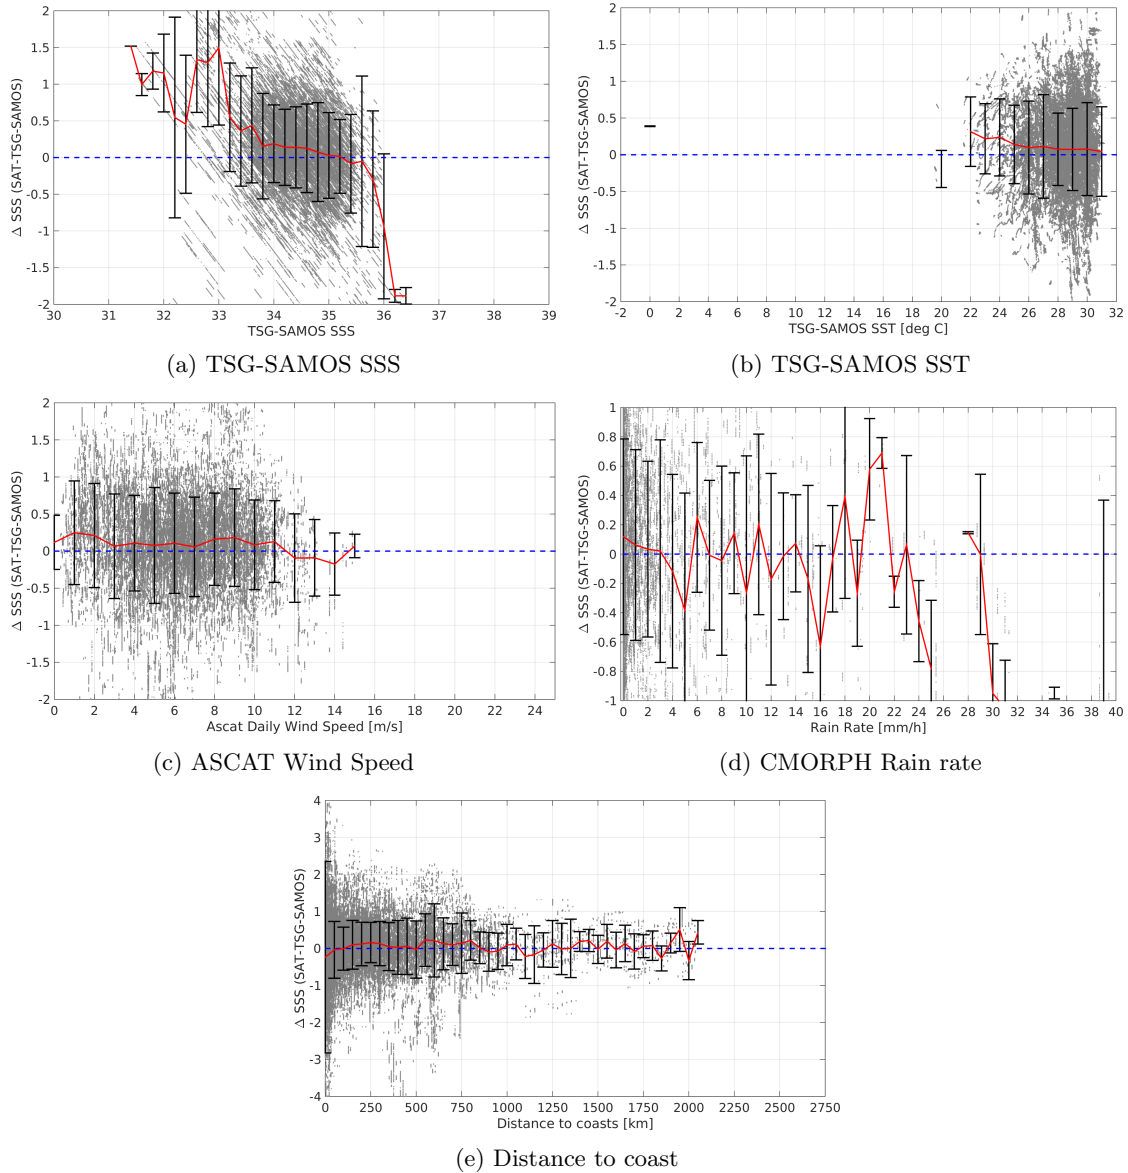 2
1.5
1
0.5
0
-0.5
-1
-1.5
-2
Δ SSS (SAT-TSG-SAMOS)
30 31 32 33 34 35 36 37 38 39
TSG-SAMOS SSS
(a) TSG-SAMOS SSS
2
1.5
1
0.5
0
-0.5
-1
-1.5
-2
Δ SSS (SAT-TSG-SAMOS)
-2 0 2 4 6 8 10 12 14 16 18 20 22 24 26 28 30 32
TSG-SAMOS SST [deg C]
(b) TSG-SAMOS SST
2
1.5
1
0.5
0
-0.5
-1
-1.5
-2
Δ SSS (SAT-TSG-SAMOS)
0 2 4 6 8 10 12 14 16 18 20 22 24
Ascat Daily Wind Speed [m/s]
(c) ASCAT Wind Speed
1
0.8
0.6
0.4
0.2
0
-0.2
-0.4
-0.6
-0.8
-1
Δ SSS (SAT-TSG-SAMOS)
0 2 4 6 8 10 12 14 16 18 20 22 24 26 28 30 32 34 36 38 40
Rain Rate [mm/h]
(d) CMORPH Rain rate
4
3
2
1
0
-1
-2
-3
-4
Δ SSS (SAT-TSG-SAMOS)
0 250 500 750 1000 1250 1500 1750 2000 2250 2500 2750
Distance to coasts [km]
(e) Distance to coast